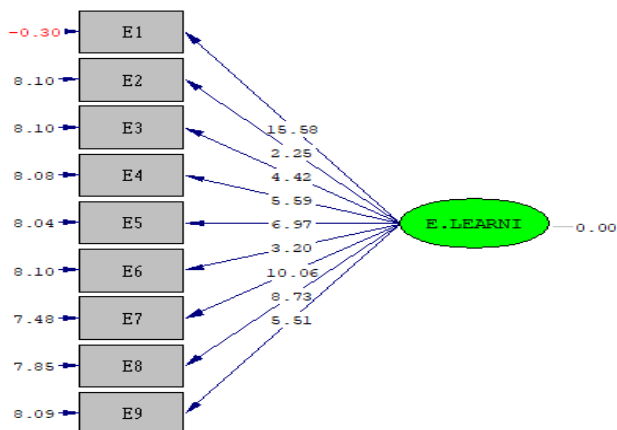 -0.30 E1
8.10 E2
8.10 E3
8.08 E4
8.04 E5
8.10 E6
7.48 E7
7.85 E8
8.09 E9
15.58
2.25
4.42
5.59
6.97
3.20
10.06
8.73
5.51
E.LEARNI 0.00